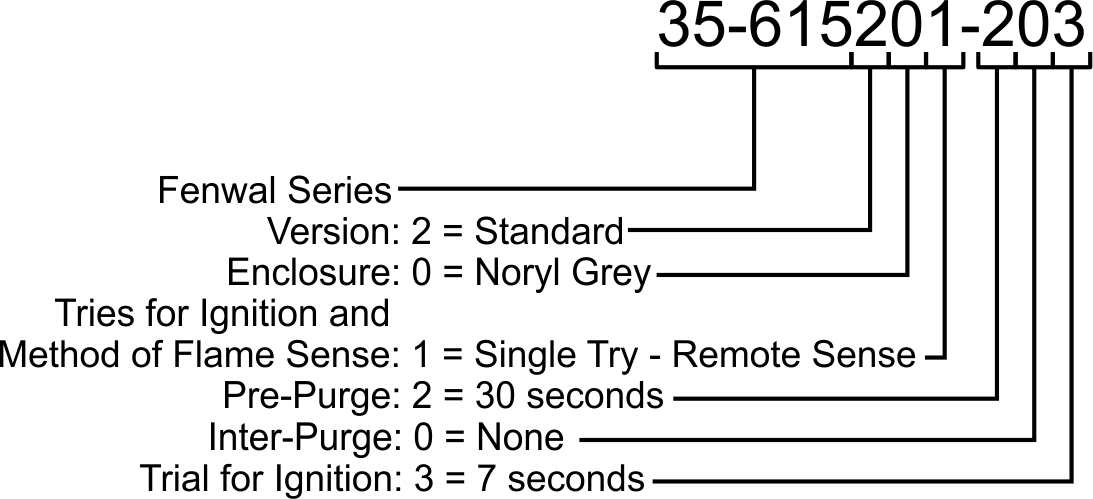 35-615201-203
Fenwal Series
Version: 2 = Standard
Enclosure: 0 = Noryl Grey
Tries for Ignition and
Method of Flame Sense: 1 = Single Try - Remote Sense
Pre-Purge: 2 = 30 seconds
Inter-Purge: 0 = None
Trial for Ignition: 3 = 7 seconds